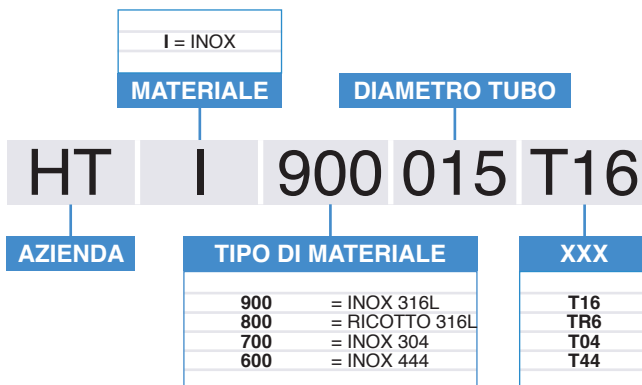 I = INOX
MATERIALE DIAMETRO TUBO
HT I 900 015 T16
AZIENDA TIPO DI MATERIALE XXX
900 = INOX 316L T16
800 = RICOTTO 316L TR6
700 = INOX 304 T04
600 = INOX 444 T44